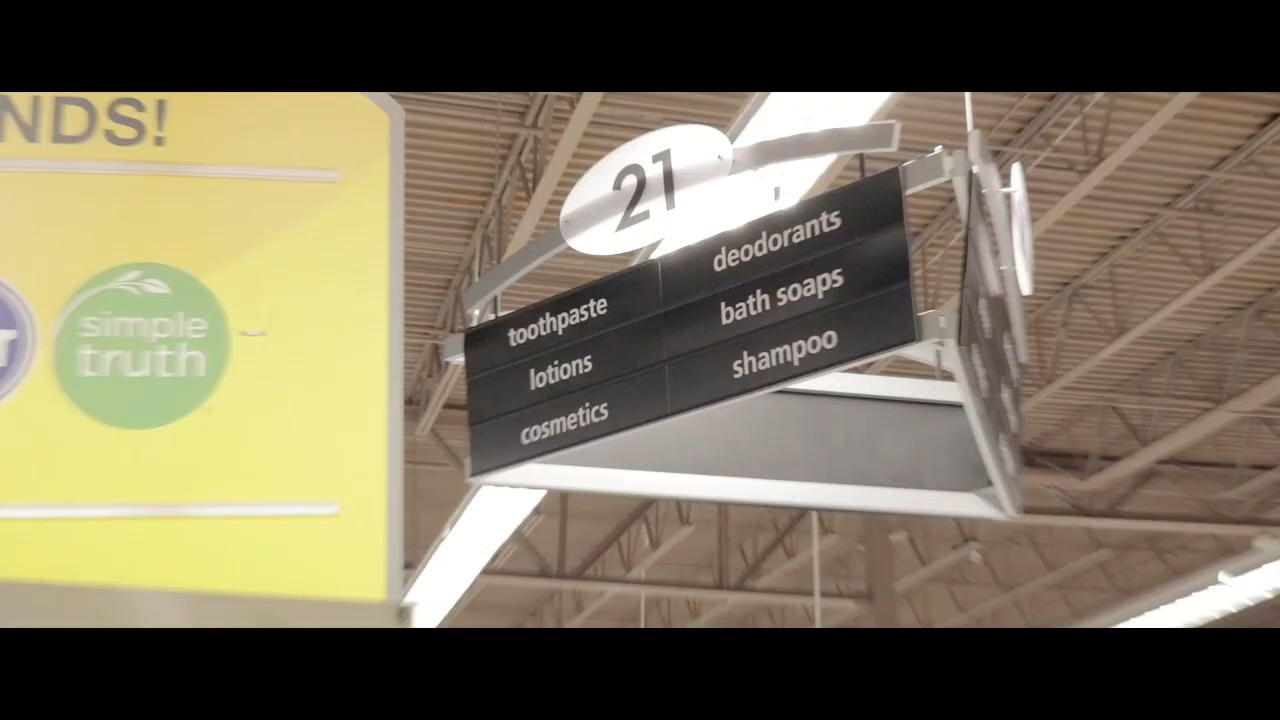 NDS!
simple
truth
21
toothpaste
lotions
cosmetics
deodorants
bath soaps
shampoo